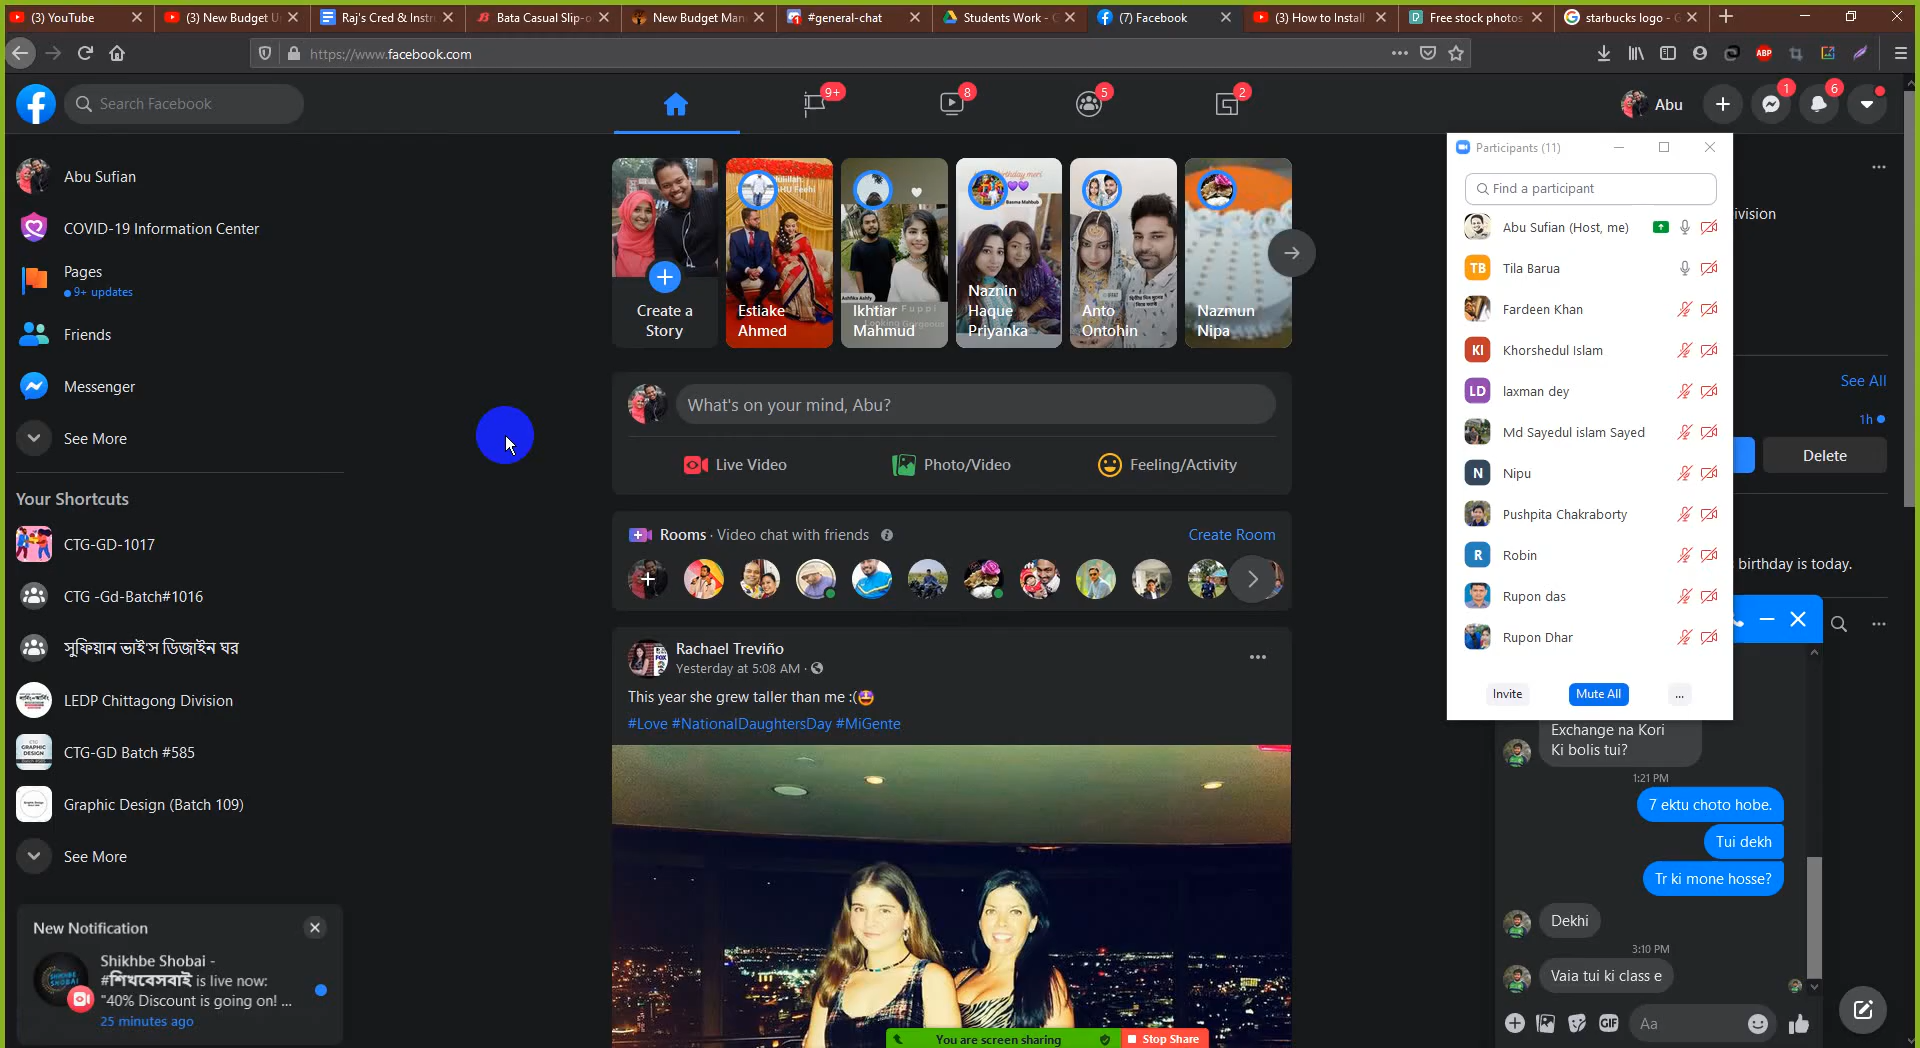 (3) YouTube
(3) New Budget U
Raj's Cred & Instr
Bata Casual Slip-o
New Budget Man
#general-chat
Students Work - G
(7) Facebook
(3) How to Install
Free stock photos
starbucks logo - G
https://www.facebook.com
ABP
Search Facebook
9+
8
5
2
Abu
1
6
Abu Sufian
COVID-19 Information Center
Pages
9+ updates
Friends
Messenger
See More
Your Shortcuts
CTG-GD-1017
CTG -Gd-Batch#1016
সুফিয়ান ভাই'স ডিজাইন ঘর
LEDP Chittagong Division
CTG-GD Batch #585
Graphic Design (Batch 109)
See More
New Notification
Shikhbe Shobai -
#শিখবেসবাই is live now:
"40% Discount is going on! ...
25 minutes ago
Create a
Story
Estiake
Ahmed
Ikhtiar
Mahmud
Naznin
Haque
Priyanka
Anto
Ontohin
Nazmun
Nipa
What's on your mind, Abu?
Live Video
Photo/Video
Feeling/Activity
Rooms · Video chat with friends
Create Room
Rachael Treviño
Yesterday at 5:08 AM ·
This year she grew taller than me :(
#Love #NationalDaughtersDay #MiGente
You are screen sharing
Stop Share
Participants (11)
Find a participant
Abu Sufian (Host, me)
TB Tila Barua
Fardeen Khan
KI Khorshedul Islam
LD laxman dey
Md Sayedul islam Sayed
N Nipu
Pushpita Chakraborty
R Robin
Rupon das
Rupon Dhar
Invite
Mute All
...
ivision
See All
1h
Delete
birthday is today.
Exchange na Kori
Ki bolis tui?
1:21 PM
7 ektu choto hobe.
Tui dekh
Tr ki mone hosse?
Dekhi
3:10 PM
Vaia tui ki class e
GIF
Aa